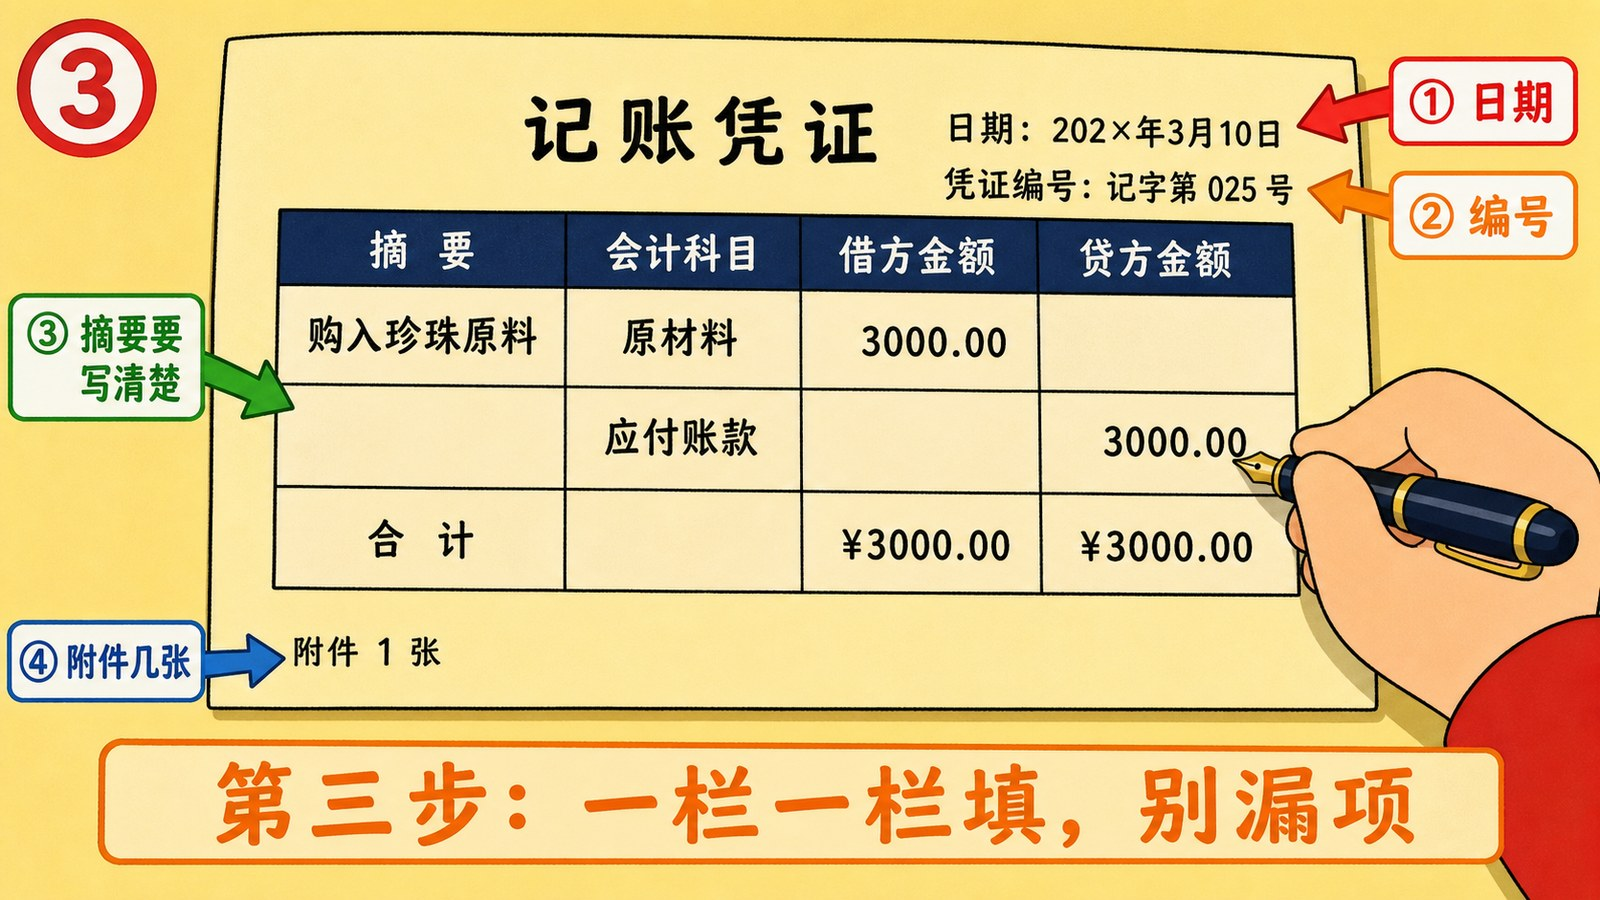 3
记账凭证
日期：202×年3月10日
① 日期
凭证编号：记字第 025 号
② 编号
摘 要 会计科目 借方金额 贷方金额
购入珍珠原料 原材料 3000.00
③ 摘要要
写清楚
应付账款 3000.00
合 计 ¥3000.00 ¥3000.00
④ 附件几张
附件 1 张
第三步：一栏一栏填，别漏项